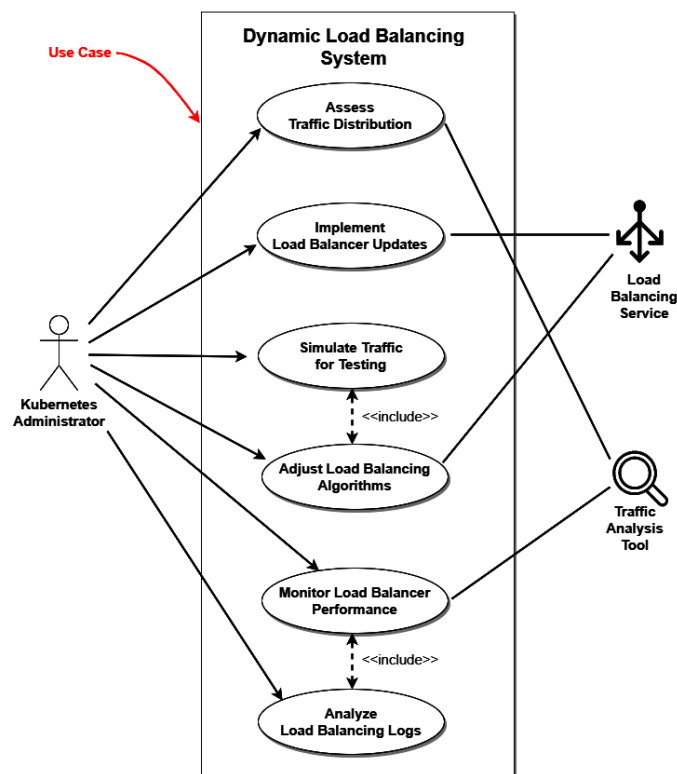 Dynamic Load Balancing
System
Use Case
Assess
Traffic Distribution
Implement
Load Balancer Updates
Load
Balancing
Service
Simulate Traffic
for Testing
Kubernetes
Administrator
<<include>>
Adjust Load Balancing
Algorithms
Traffic
Analysis
Tool
Monitor Load Balancer
Performance
<<include>>
Analyze
Load Balancing Logs